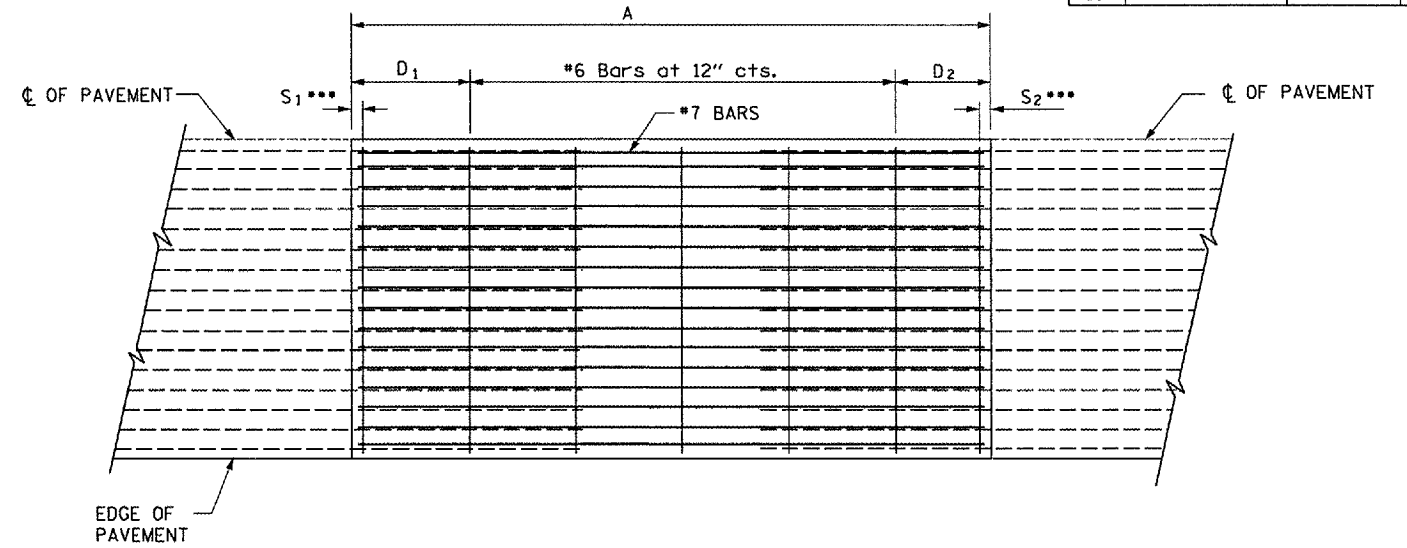 A
D1 #6 Bars at 12" cts. D2
℄ OF PAVEMENT S1*** #7 BARS S2*** ℄ OF PAVEMENT
EDGE OF
PAVEMENT